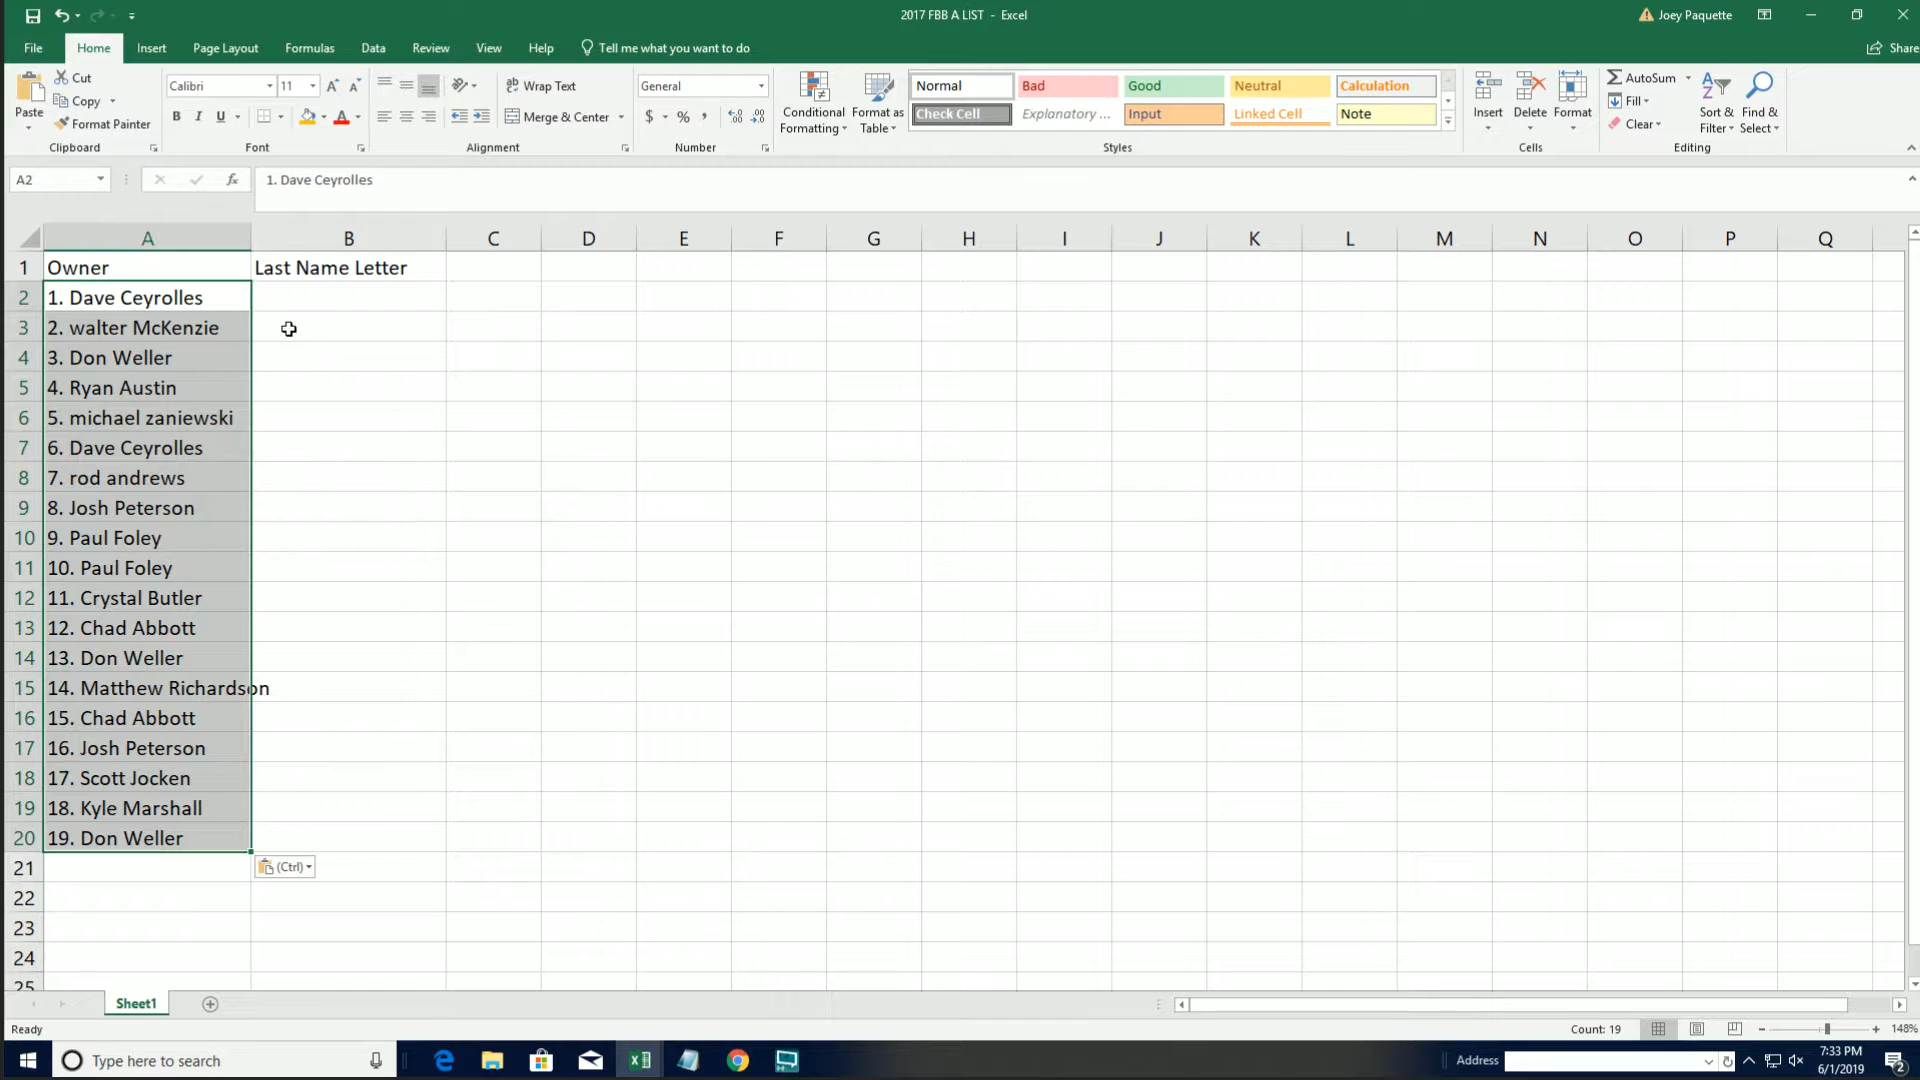 2017 FBB A LIST - Excel
Joey Paquette
File Home Insert Page Layout Formulas Data Review View Help Tell me what you want to do Share
Cut
Copy
Format Painter
Paste
Clipboard
Calibri 11
B I U
Font
Wrap Text
Merge & Center
Alignment
General
$ % ,
Number
Conditional Formatting
Format as Table
Normal Bad Good Neutral Calculation
Check Cell Explanatory ... Input Linked Cell Note
Styles
Insert Delete Format
Cells
AutoSum
Fill
Clear
Sort & Filter
Find & Select
Editing
A2 fx 1. Dave Ceyrolles
A B C D E F G H I J K L M N O P Q
1 Owner Last Name Letter
2 1. Dave Ceyrolles
3 2. walter McKenzie
4 3. Don Weller
5 4. Ryan Austin
6 5. michael zaniewski
7 6. Dave Ceyrolles
8 7. rod andrews
9 8. Josh Peterson
10 9. Paul Foley
11 10. Paul Foley
12 11. Crystal Butler
13 12. Chad Abbott
14 13. Don Weller
15 14. Matthew Richardson
16 15. Chad Abbott
17 16. Josh Peterson
18 17. Scott Jocken
19 18. Kyle Marshall
20 19. Don Weller
21 (Ctrl)
22
23
24
25
Sheet1
Ready Count: 19 148%
Type here to search Address 7:33 PM
6/1/2019 2